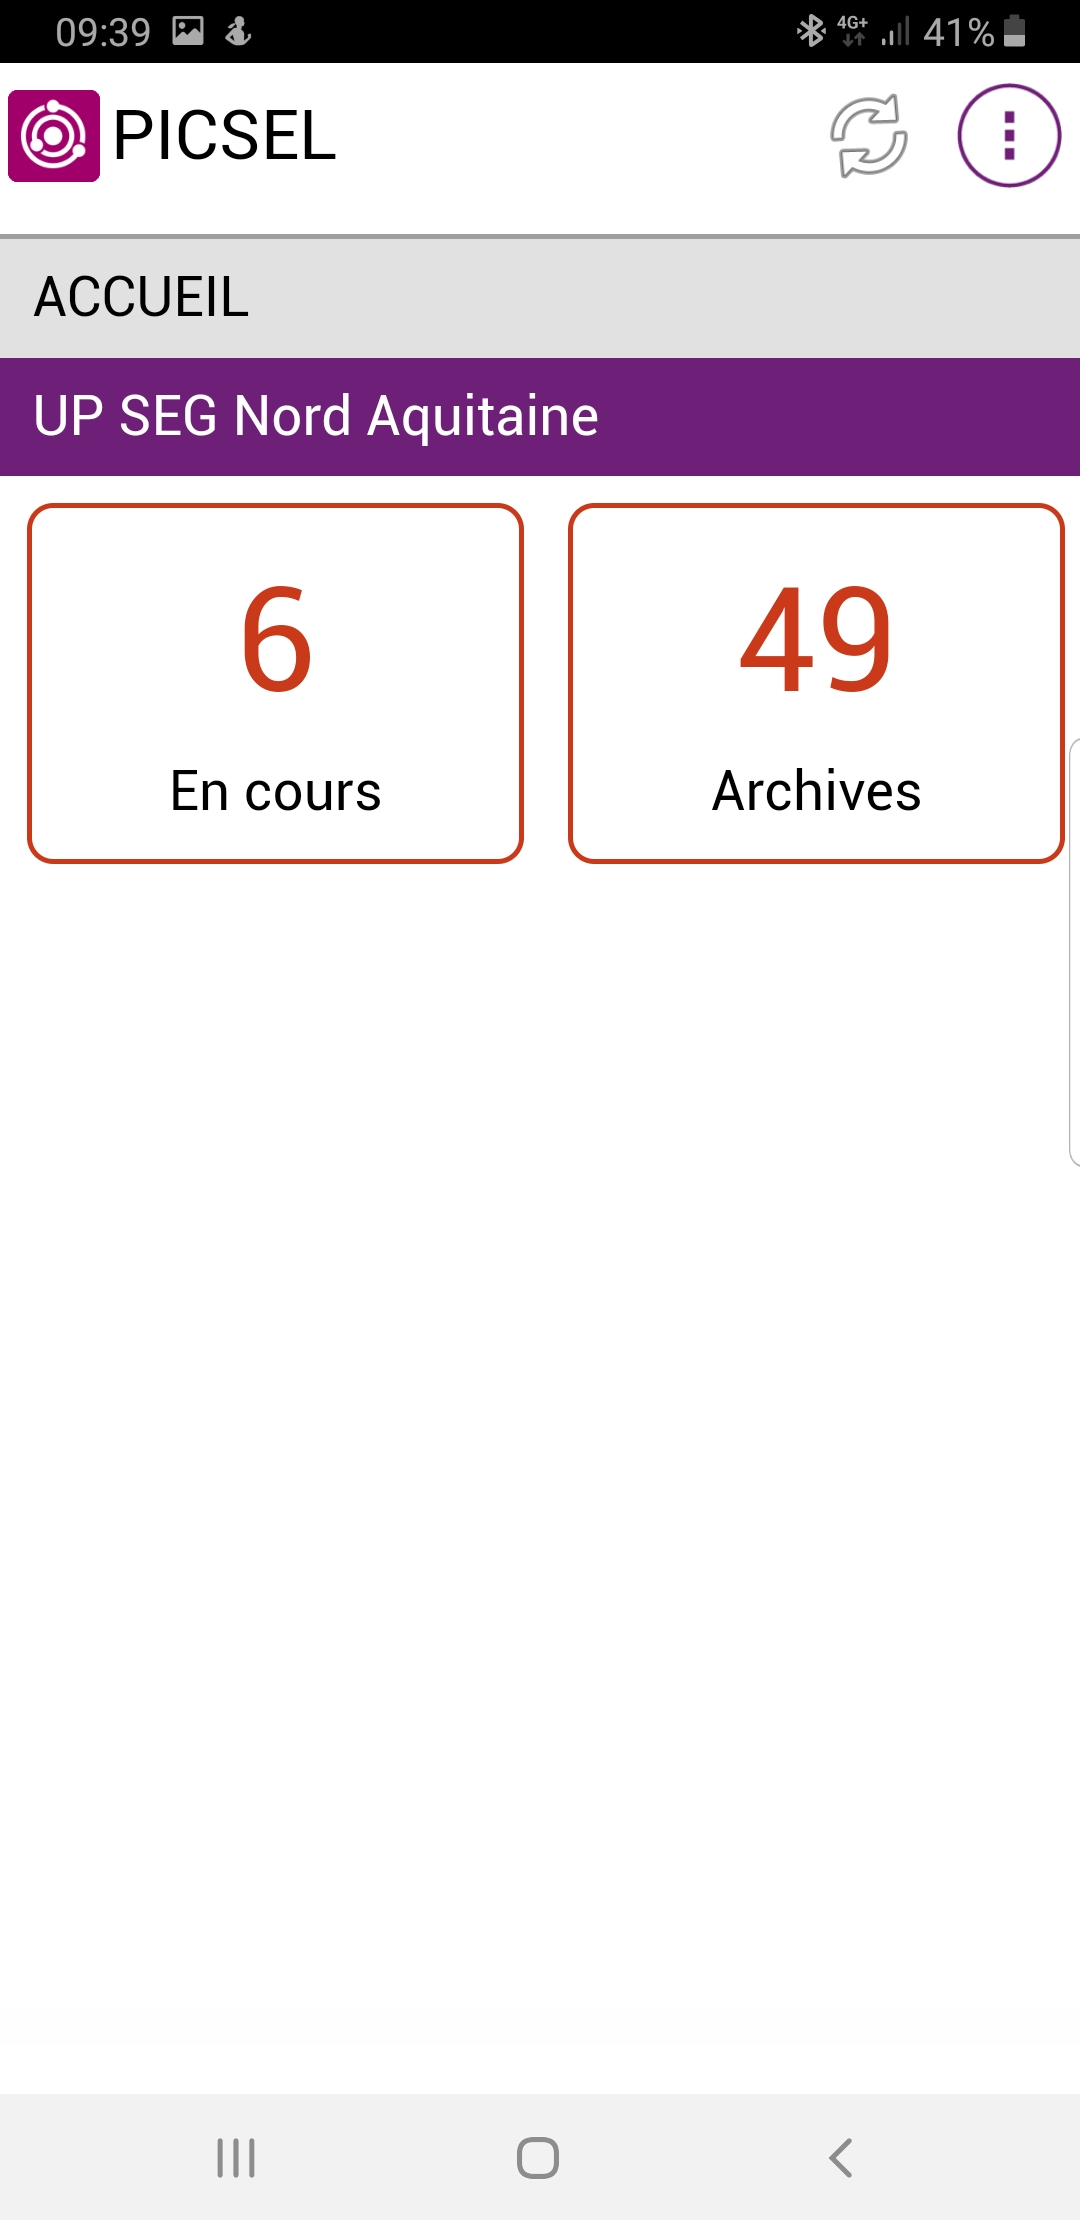 09:39 4G+ 41%
PICSEL
ACCUEIL
UP SEG Nord Aquitaine
6 49
En cours Archives